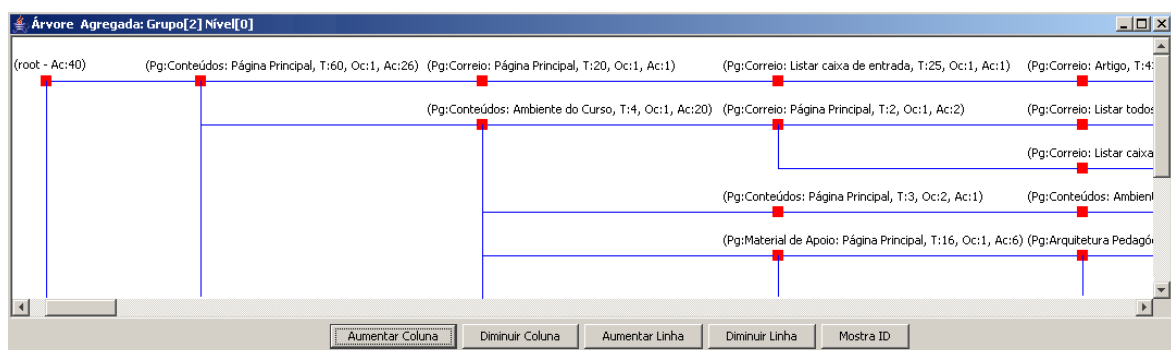 Árvore Agregada: Grupo[2] Nível[0]
(root - Ac:40) (Pg:Conteúdos: Página Principal, T:60, Oc:1, Ac:26) (Pg:Correio: Página Principal, T:20, Oc:1, Ac:1) (Pg:Correio: Listar caixa de entrada, T:25, Oc:1, Ac:1) (Pg:Correio: Artigo, T:4
(Pg:Conteúdos: Ambiente do Curso, T:4, Oc:1, Ac:20) (Pg:Correio: Página Principal, T:2, Oc:1, Ac:2) (Pg:Correio: Listar todos
(Pg:Correio: Listar caixa
(Pg:Conteúdos: Página Principal, T:3, Oc:2, Ac:1) (Pg:Conteúdos: Ambient
(Pg:Material de Apoio: Página Principal, T:16, Oc:1, Ac:6) (Pg:Arquitetura Pedagó
Aumentar Coluna Diminuir Coluna Aumentar Linha Diminuir Linha Mostra ID